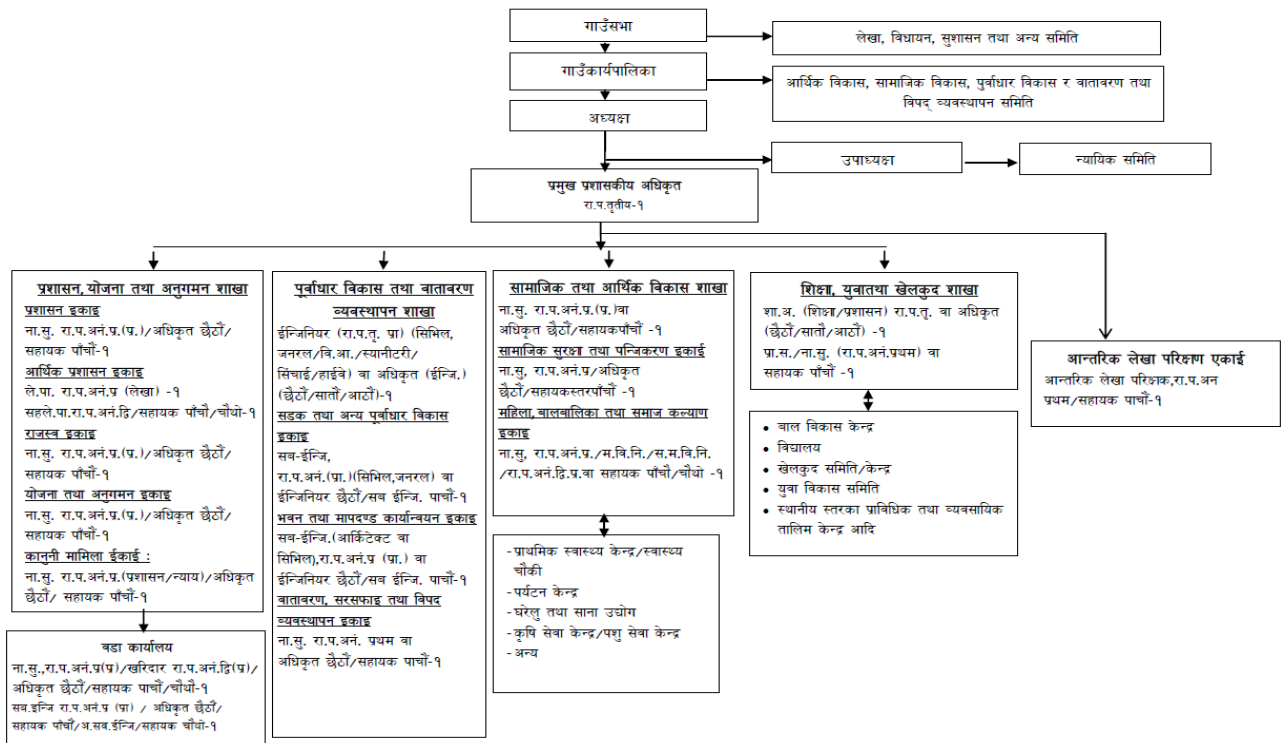 गाउँसभा
लेखा, विधायन, सुशासन तथा अन्य समिति
गाउँकार्यपालिका
आर्थिक विकास, सामाजिक विकास, पुर्वाधार विकास र वातावरण तथा
विपद् व्यवस्थापन समिति
अध्यक्ष
उपाध्यक्ष
न्यायिक समिति
प्रमुख प्रशासकीय अधिकृत
रा.प.तृतीय-१
प्रशासन,योजना तथा अनुगमन शाखा
प्रशासन इकाइ
ना.सु. रा.प.अनं.प्र.(प्र.)/अधिकृत छैठौं/
सहायक पाँचौं-१
आर्थिक प्रशासन इकाइ
ले.पा. रा.प.अनं.प्र (लेखा) -१
सहले.पा.रा.प.अनं.द्वि/सहायक पाँचौ/चौथो-१
राजस्व इकाइ
ना.सु. रा.प.अनं.प्र.(प्र.)/अधिकृत छैठौं/
सहायक पाँचौं-१
योजना तथा अनुगमन इकाइ
ना.सु. रा.प.अनं.प्र.(प्र.)/अधिकृत छैठौं/
सहायक पाँचौं-१
कानुनी मामिला ईकाई :
ना.सु. रा.प.अनं.प्र.(प्रशासन/न्याय)/अधिकृत
छैठौं/ सहायक पाँचौं-१
वडा कार्यालय
ना.सु.,रा.प.अनं.प्र(प्र)/खरिदार रा.प.अनं.द्वि(प्र)/
अधिकृत छैठौं/सहायक पाचौं/चौथौ-१
सब.इन्जि रा.प.अनं.प्र (प्रा) / अधिकृत छैठौं/
सहायक पाँचौं/अ.सब.ईन्जि/सहायक चौथो-१
पूर्वाधार विकास तथा वातावरण
व्यवस्थापन शाखा
ईन्जिनियर (रा.प.तृ. प्रा) (सिभिल,
जनरल/वि.आ./स्यानीटरी/
सिंचाई/हाईवे) वा अधिकृत (ईन्जि.)
(छैठौं/सातौं/आठौं)-१
सडक तथा अन्य पूर्वाधार विकास
इकाइ
सब-ईन्जि,
रा.प.अनं.(प्रा.)(सिभिल,जनरल) वा
ईन्जिनियर छैठौं/सब ईन्जि. पाचौं-१
भवन तथा मापदण्ड कार्यान्वयन इकाइ
सब-ईन्जि.(आर्किटेक्ट वा
सिभिल),रा.प.अनं.प्र (प्रा.) वा
ईन्जिनियर छैठौं/सब ईन्जि. पाचौं-१
वातावरण, सरसफाइ तथा विपद
व्यवस्थापन इकाइ
ना.सु. रा.प.अनं. प्रथम वा
अधिकृत छैठौं/सहायक पाचौं-१
सामाजिक तथा आर्थिक विकास शाखा
ना.सु. रा.प.अनं.प्र.(प्र.)वा
अधिकृत छैठौं/सहायकपाँचौं -१
सामाजिक सुरक्षा तथा पन्जिकरण इकाई
ना.सु, रा.प.अनं.प्र/अधिकृत
छैठौं/सहायकस्तरपाँचौं -१
महिला,बालबालिका तथा समाज कल्याण
इकाइ
ना.सु, रा.प.अनं.प्र./म.वि.नि./स.म.वि.नि.
/रा.प.अनं.द्वि.प्र.वा सहायक पाँचौ/चौथो -१
-प्राथमिक स्वास्थ्य केन्द्र/स्वास्थ्य
चौकी
-पर्यटन केन्द्र
-घरेलु तथा साना उद्योग
-कृषि सेवा केन्द्र/पशु सेवा केन्द्र
-अन्य
शिक्षा, युवातथा खेलकुद शाखा
शा.अ. (शिक्षा/प्रशासन) रा.प.तृ. वा अधिकृत
(छैठौं/सातौ/आठौं) -१
प्रा.स./ना.सु. (रा.प.अनं.प्रथम) वा
सहायक पाँचौं -१
• बाल विकास केन्द्र
• विद्यालय
• खेलकुद समिति/केन्द्र
• युवा विकास समिति
• स्थानीय स्तरका प्राविधिक तथा व्यवसायिक
तालिम केन्द्र आदि
आन्तरिक लेखा परिक्षण एकाई
आन्तरिक लेखा परिक्षक,रा.प.अन
प्रथम/सहायक पाचौं-१